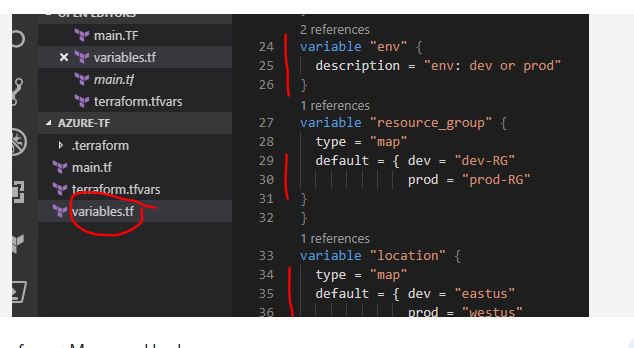 OPEN EDITORS
main.TF
variables.tf
main.tf
terraform.tfvars
AZURE-TF
.terraform
main.tf
terraform.tfvars
variables.tf
2 references
24 variable "env" {
25 description = "env: dev or prod"
26 }
1 references
27 variable "resource_group" {
28 type = "map"
29 default = { dev = "dev-RG"
30 prod = "prod-RG"
31 }
32 }
1 references
33 variable "location" {
34 type = "map"
35 default = { dev = "eastus"
36 prod = "westus"